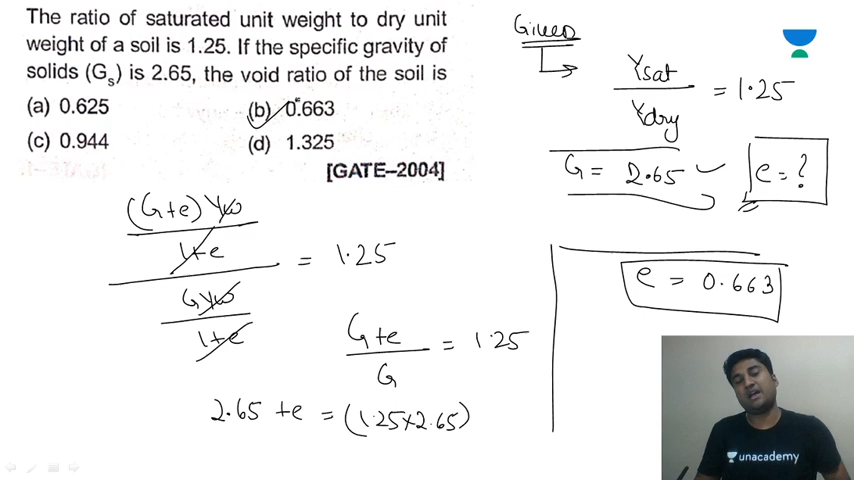 The ratio of saturated unit weight to dry unit
weight of a soil is 1.25. If the specific gravity of
solids (Gs) is 2.65, the void ratio of the soil is
(a) 0.625 (b) 0.663
(c) 0.944 (d) 1.325
[GATE–2004]
Given
γsat / γdry = 1.25
G = 2.65 e = ?
(G+e) γw / 1+e / G γw / 1+e = 1.25
G+e / G = 1.25
2.65 + e = (1.25×2.65)
e = 0.663
unacademy